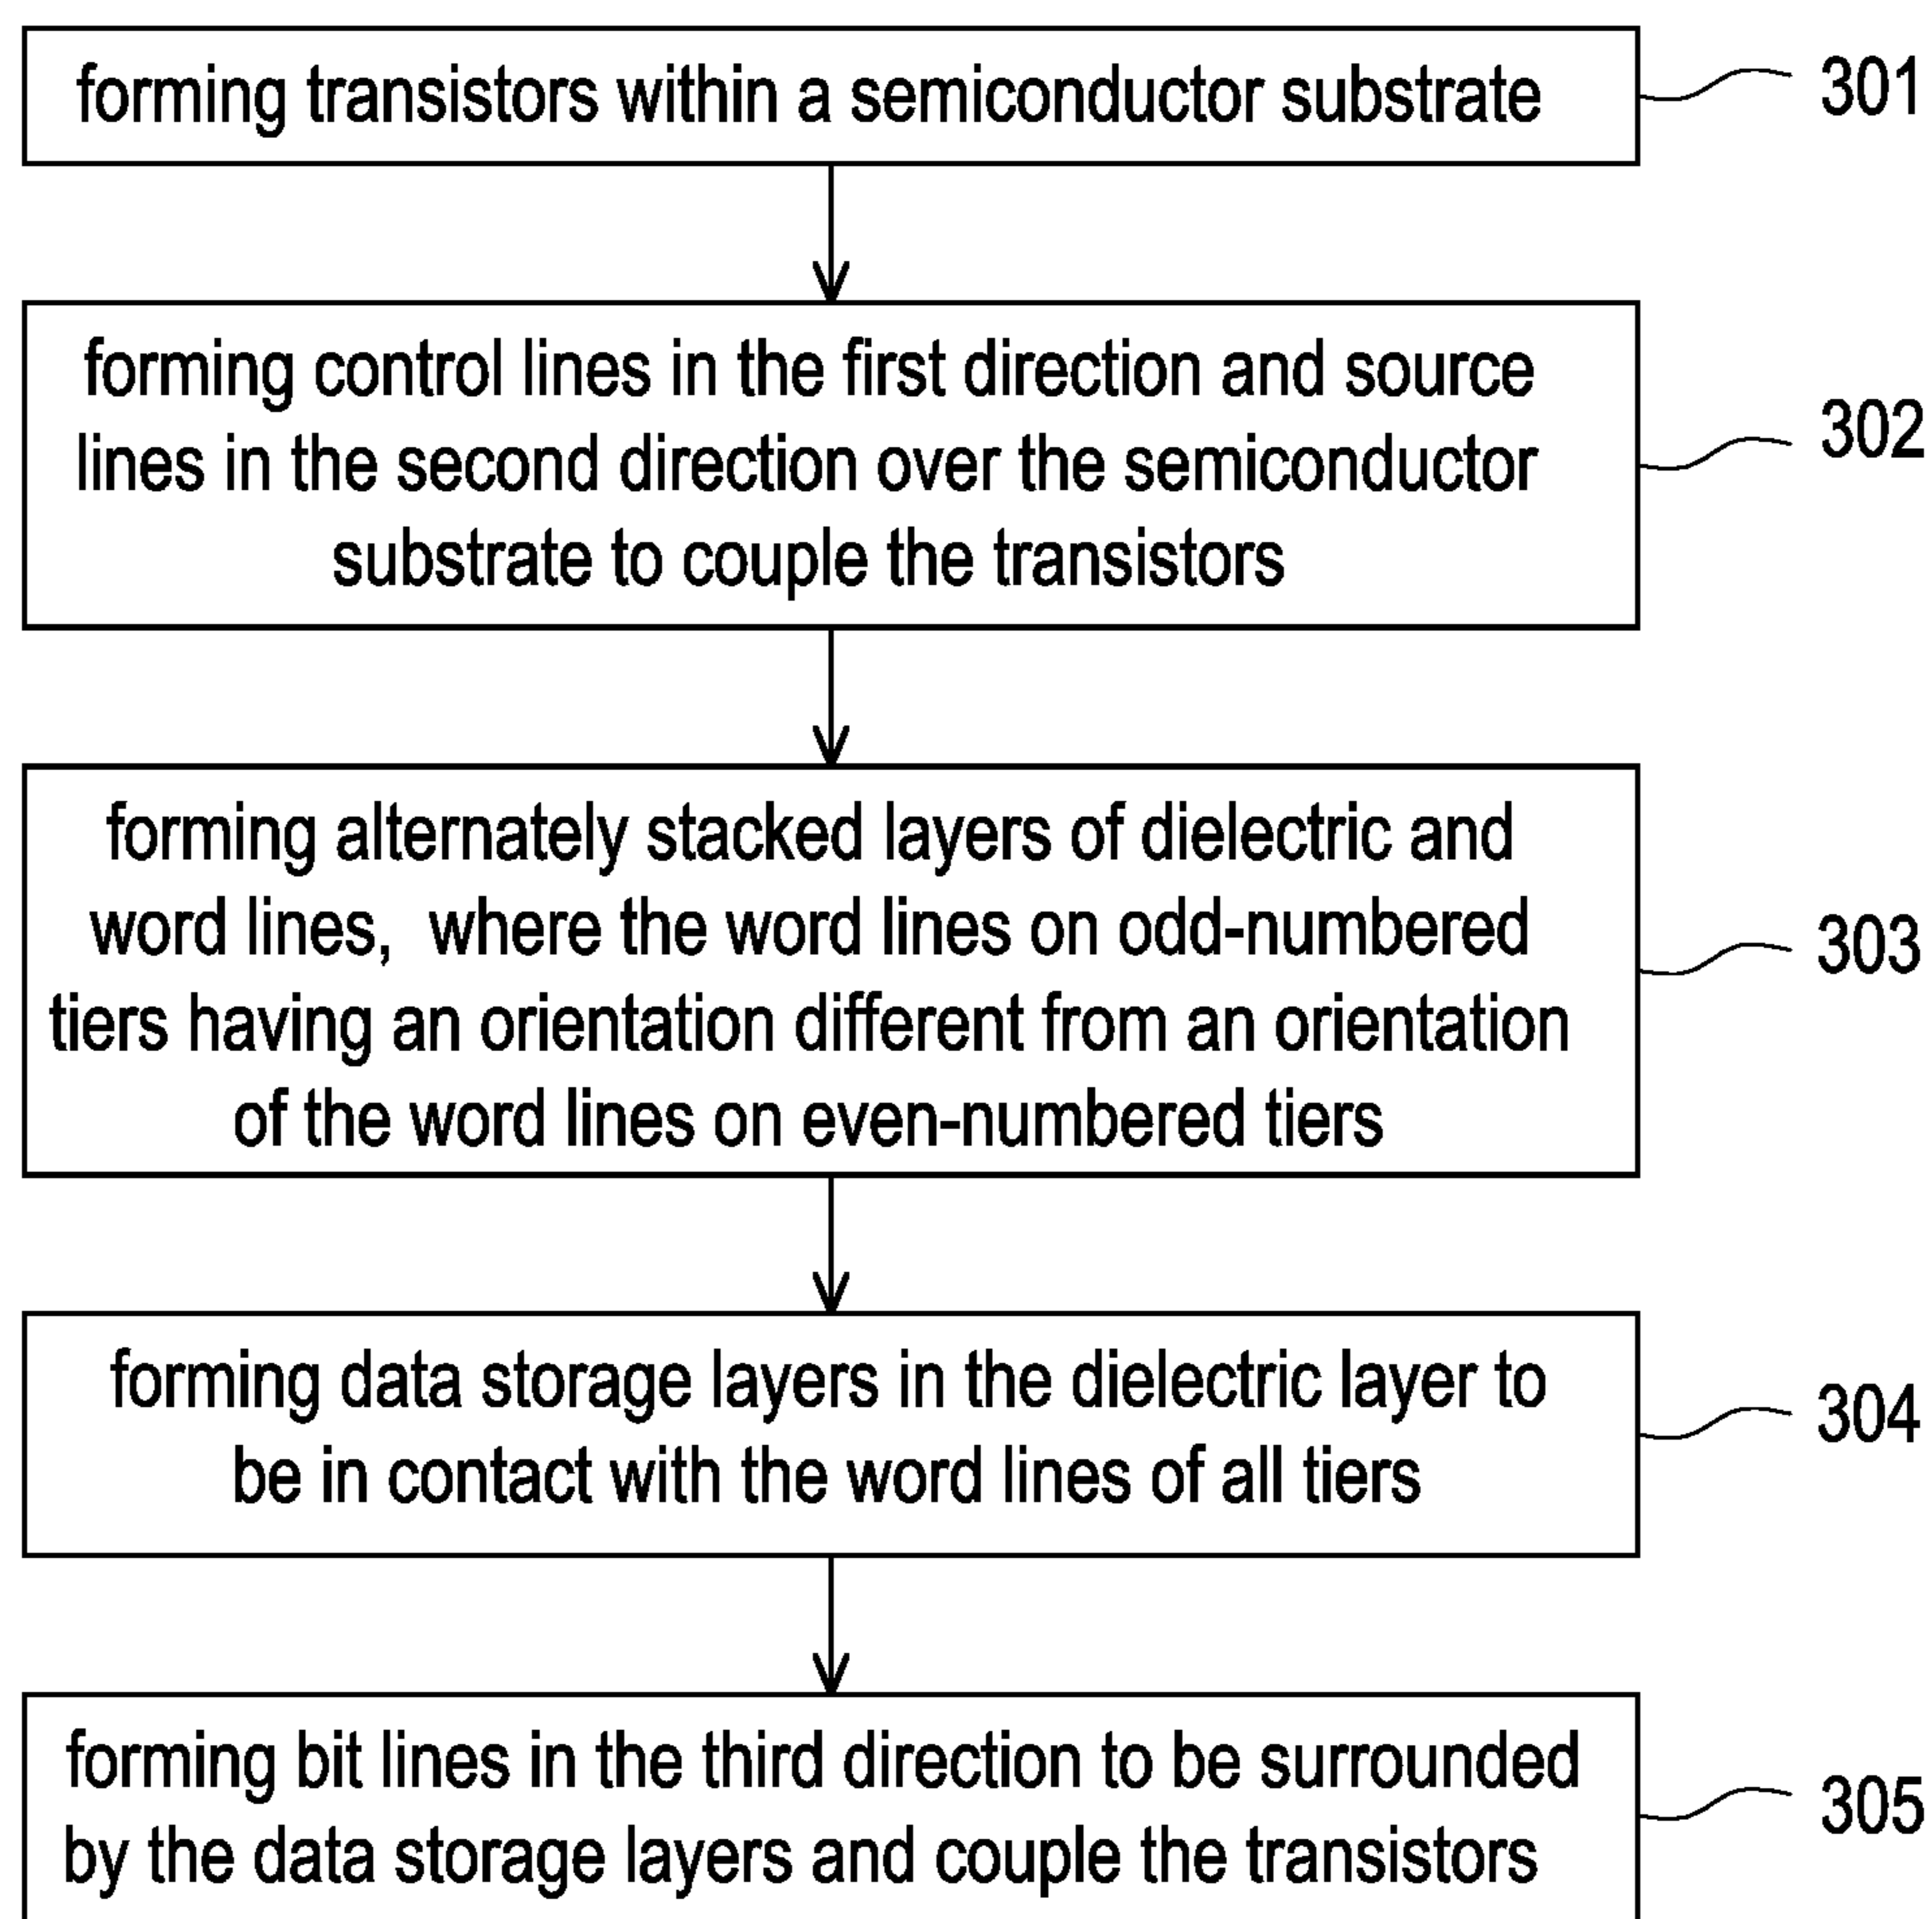 forming transistors within a semiconductor substrate
301
forming control lines in the first direction and source
lines in the second direction over the semiconductor
substrate to couple the transistors
302
forming alternately stacked layers of dielectric and
word lines, where the word lines on odd-numbered
tiers having an orientation different from an orientation
of the word lines on even-numbered tiers
303
forming data storage layers in the dielectric layer to
be in contact with the word lines of all tiers
304
forming bit lines in the third direction to be surrounded
by the data storage layers and couple the transistors
305